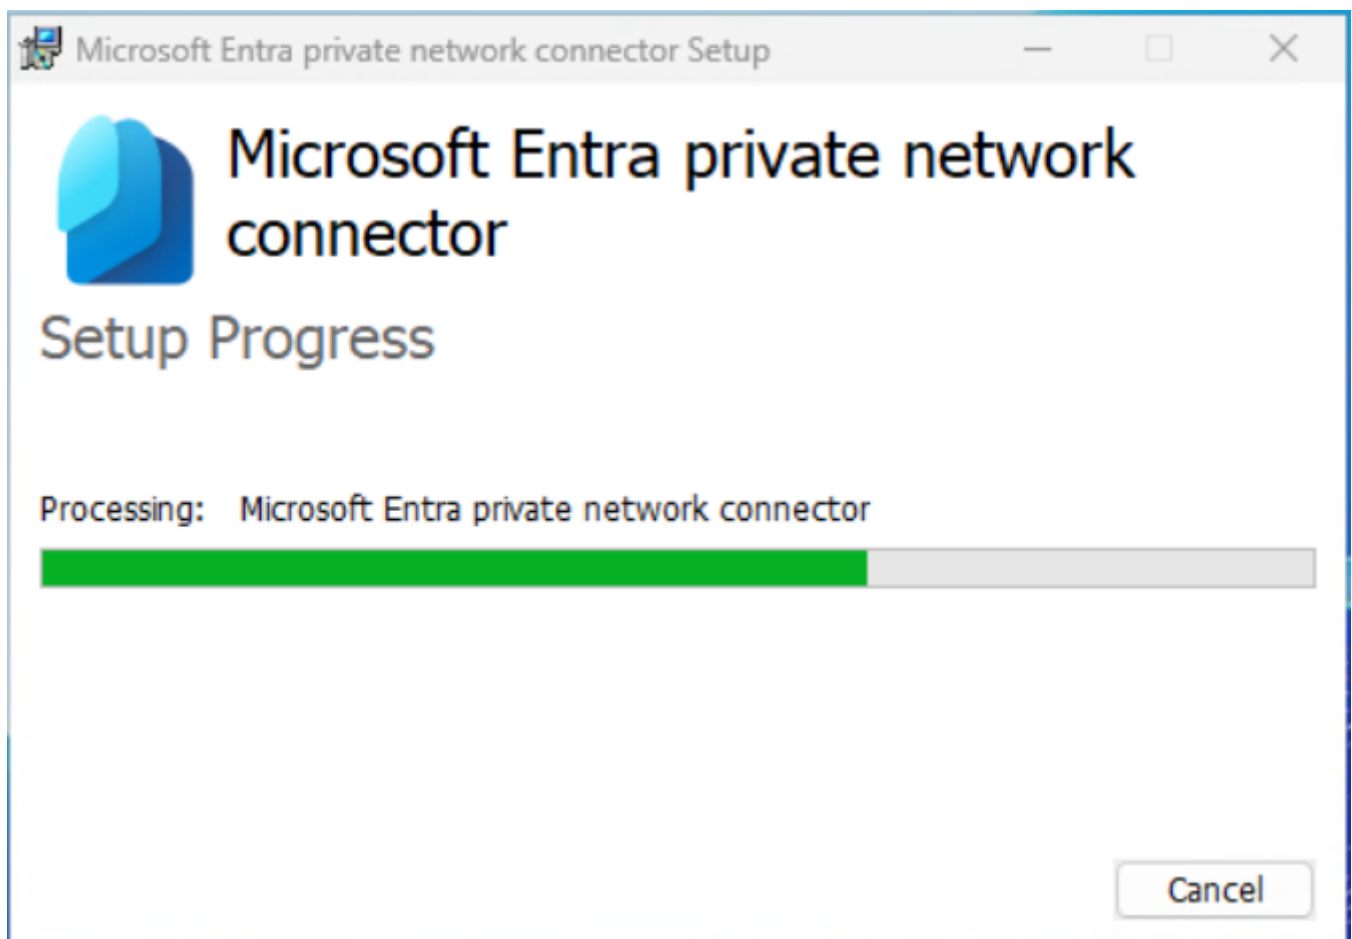 Microsoft Entra private network connector Setup
Microsoft Entra private network
connector
Setup Progress
Processing: Microsoft Entra private network connector
Cancel